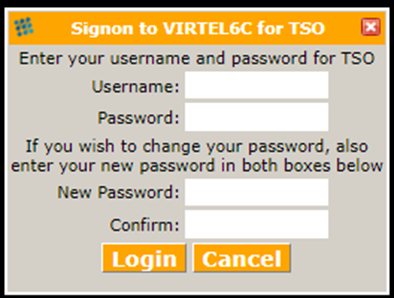 Signon to VIRTEL6C for TSO
Enter your username and password for TSO
Username:
Password:
If you wish to change your password, also
enter your new password in both boxes below
New Password:
Confirm:
Login Cancel